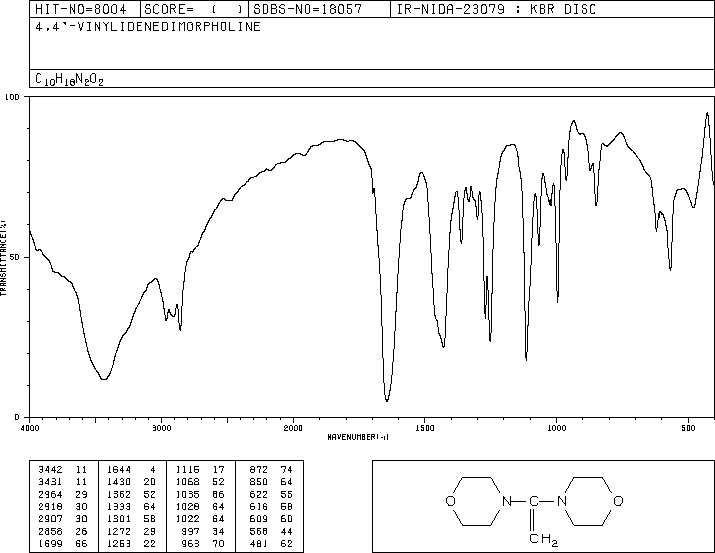 HIT-NO=8004 SCORE= ( ) SDBS-NO=18057 IR-NIDA-23079 : KBR DISC
4,4'-VINYLIDENEDIMORPHOLINE
C10H18N2O2
100
50
0
TRANSMITTANCE(%)
4000 3000 2000 1500 1000 500
WAVENUMBER(-1)
3442 11 1644 4 1116 17 872 74
3431 11 1430 20 1068 52 850 64
2964 29 1362 52 1035 86 622 55
2918 30 1333 64 1028 64 616 58
2907 30 1301 58 1022 64 609 60
2858 26 1272 29 997 34 568 44
1699 66 1253 22 963 70 481 62
O N C N O
CH2